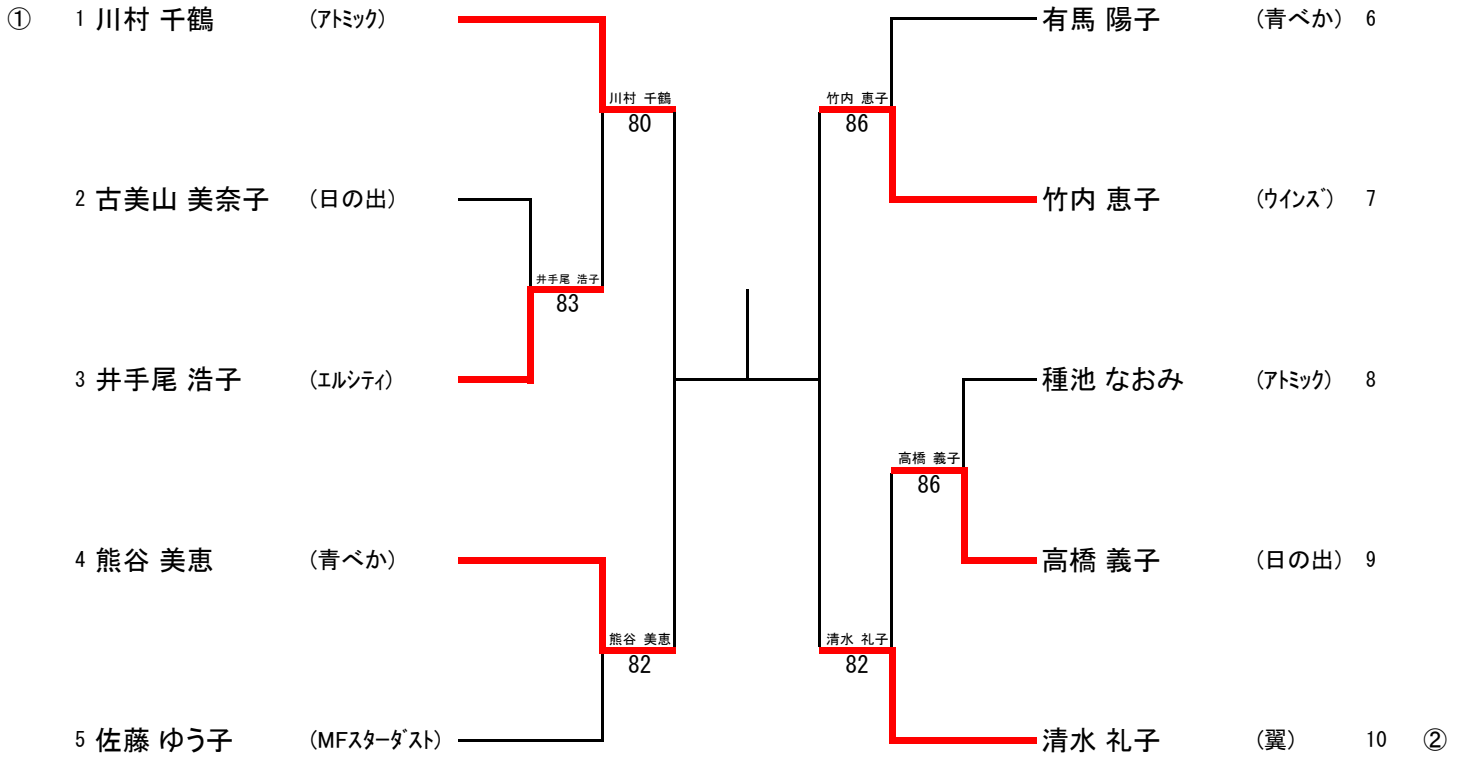 ① 1 川村 千鶴 (アトミック) 有馬 陽子 (青べか) 6
川村 千鶴 竹内 恵子
80 86
2 古美山 美奈子 (日の出) 竹内 恵子 (ウインズ) 7
井手尾 浩子
83
3 井手尾 浩子 (エルシティ) 種池 なおみ (アトミック) 8
高橋 義子
86
4 熊谷 美恵 (青べか) 高橋 義子 (日の出) 9
熊谷 美恵 清水 礼子
82 82
5 佐藤 ゆう子 (MFスターダスト) 清水 礼子 (翼) 10 ②